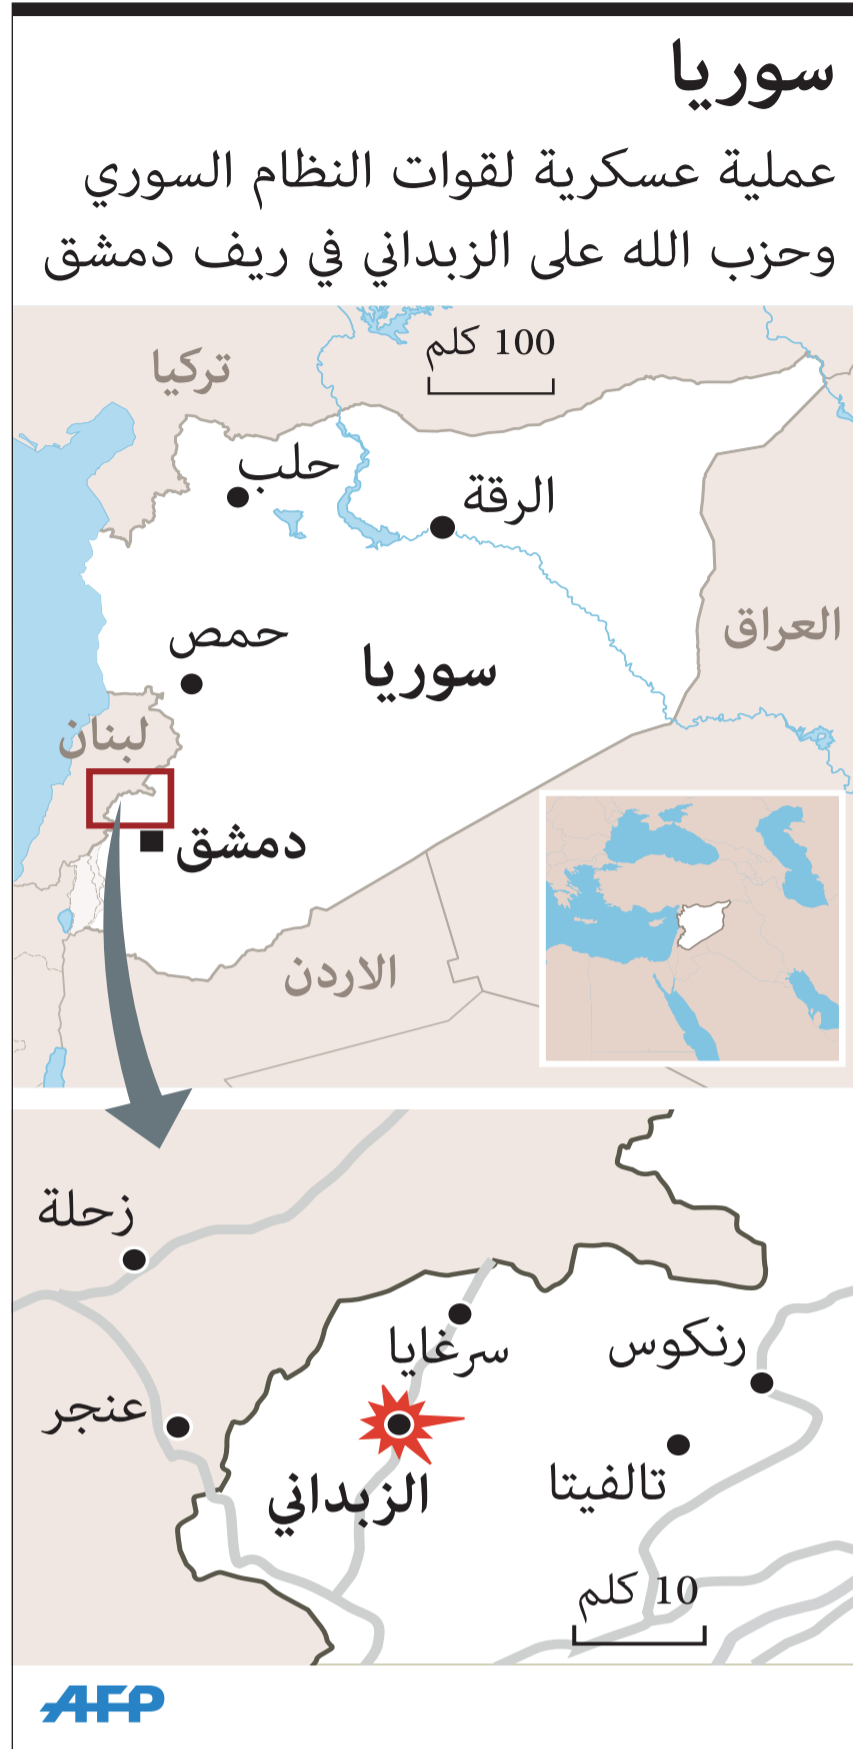 سوريا
عملية عسكرية لقوات النظام السوري
وحزب الله على الزبداني في ريف دمشق
100 كلم
تركيا
حلب
الرقة
العراق
حمص
سوريا
لبنان
دمشق
الاردن
زحلة
سرغايا
رنكوس
عنجر
تالفيتا
الزبداني
10 كلم
AFP